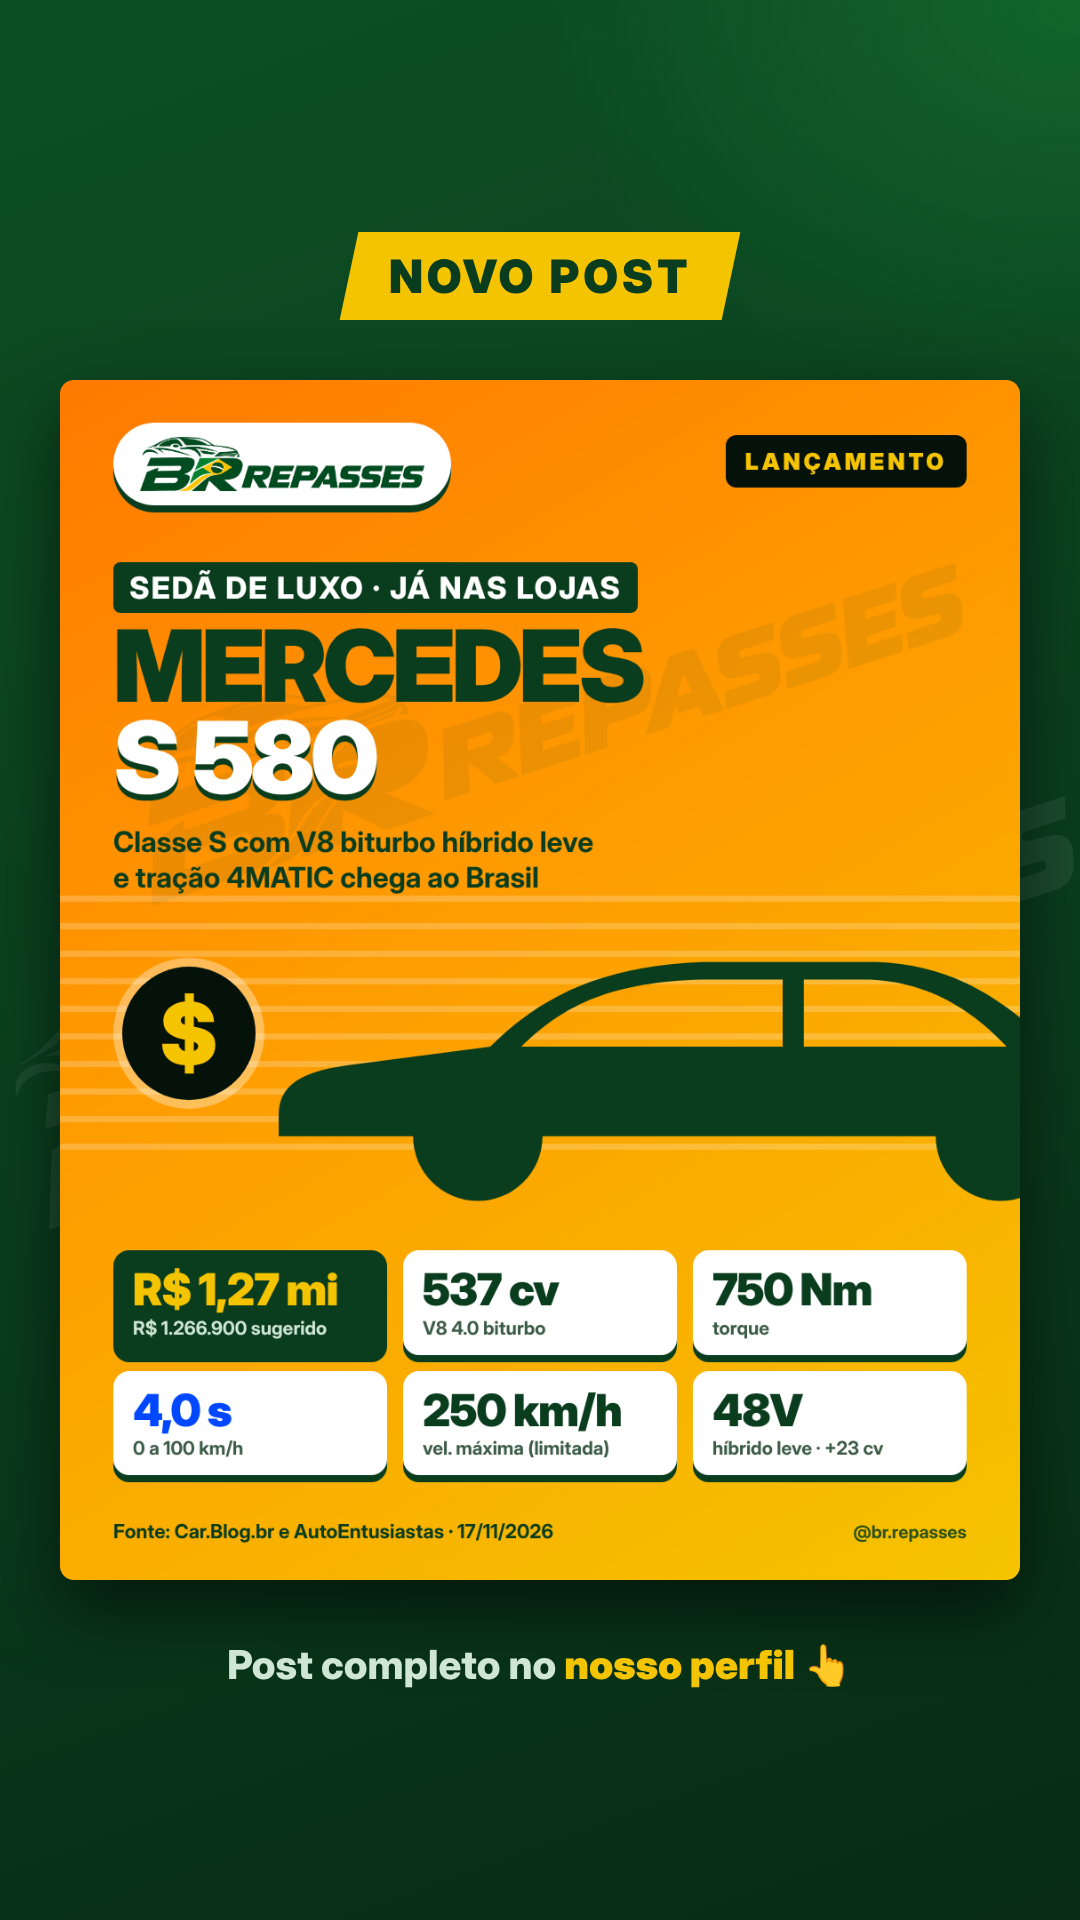 NOVO POST
BR REPASSES
LANÇAMENTO
SEDÃ DE LUXO · JÁ NAS LOJAS
MERCEDES
S 580
Classe S com V8 biturbo híbrido leve
e tração 4MATIC chega ao Brasil
BR REPASSES
$
R$ 1,27 mi
R$ 1.266.900 sugerido
537 cv
V8 4.0 biturbo
750 Nm
torque
4,0 s
0 a 100 km/h
250 km/h
vel. máxima (limitada)
48V
híbrido leve · +23 cv
Fonte: Car.Blog.br e AutoEntusiastas · 17/11/2026
@br.repasses
Post completo no nosso perfil 👆